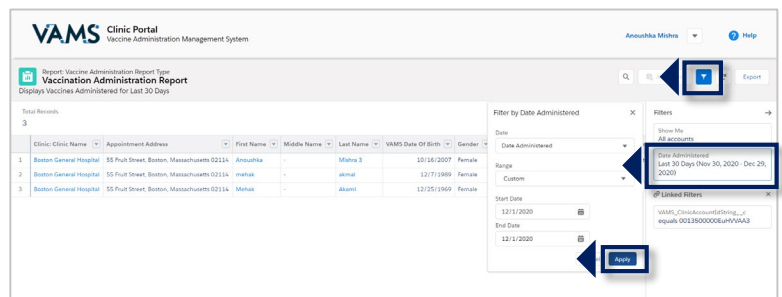 VAMS Clinic Portal
Vaccine Administration Management System
Anoushka Mishra
Help
Report: Vaccine Administration Report Type
Vaccination Administration Report
Displays Vaccines Administered for Last 30 Days
Export
Total Records
3
Clinic: Clinic Name Appointment Address First Name Middle Name Last Name VAMS Date Of Birth Gender
1 Boston General Hospital 55 Fruit Street, Boston, Massachusetts 02114 Anoushka - Mishra 3 10/16/2007 Female
2 Boston General Hospital 55 Fruit Street, Boston, Massachusetts 02114 mehak - akmal 12/7/1989 Female
3 Boston General Hospital 55 Fruit Street, Boston, Massachusetts 02114 Mehak - Akaml 12/25/1969 Female
Filter by Date Administered
Date
Date Administered
Range
Custom
Start Date
12/1/2020
End Date
12/1/2020
Apply
Filters
Show Me
All accounts
Date Administered
Last 30 Days (Nov 30, 2020 - Dec 29,
2020)
Linked Filters
equals 0013500000EuHVVAA3